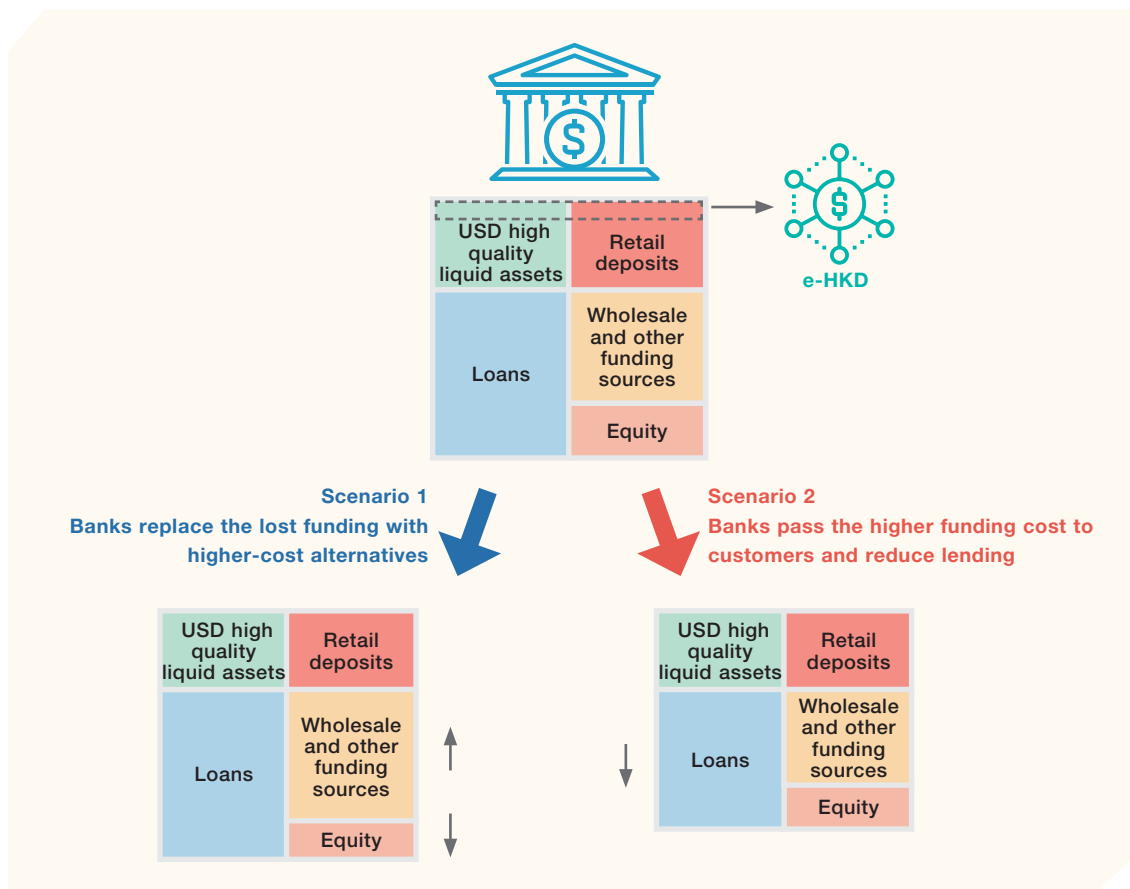 $
$
e-HKD
USD high
quality
liquid assets
Retail
deposits
Loans
Wholesale
and other
funding
sources
Equity
Scenario 1
Banks replace the lost funding with
higher-cost alternatives
Scenario 2
Banks pass the higher funding cost to
customers and reduce lending
USD high
quality
liquid assets
Retail
deposits
Loans
Wholesale
and other
funding
sources
Equity
USD high
quality
liquid assets
Retail
deposits
Loans
Wholesale
and other
funding
sources
Equity